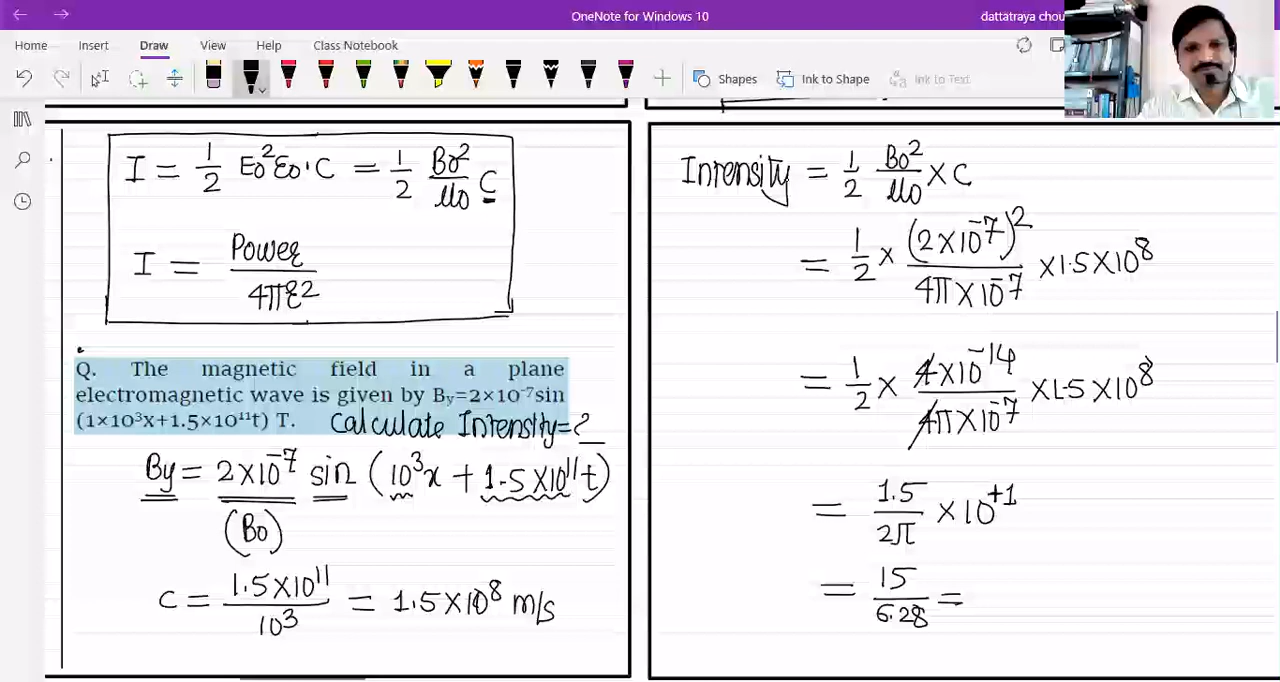 OneNote for Windows 10
dattatraya chou
Home Insert Draw View Help Class Notebook
Shapes Ink to Shape Ink to Text
I = 1/2 E0² ε0 · C = 1/2 B0²/μ0 C
I = Power / 4πr²
Q. The magnetic field in a plane
electromagnetic wave is given by By=2×10⁻⁷sin
(1×10³x+1.5×10¹¹t) T. Calculate Intensity=?
By = 2×10⁻⁷ sin (10³x + 1.5×10¹¹t)
(B0)
C = 1.5×10¹¹ / 10³ = 1.5×10⁸ m/s
Intensity = 1/2 B0²/μ0 × C
= 1/2 × (2×10⁻⁷)² / 4π×10⁻⁷ × 1.5×10⁸
= 1/2 × 4×10⁻¹⁴ / 4π×10⁻⁷ × 1.5×10⁸
= 1.5/2π × 10⁺¹
= 15/6.28 =